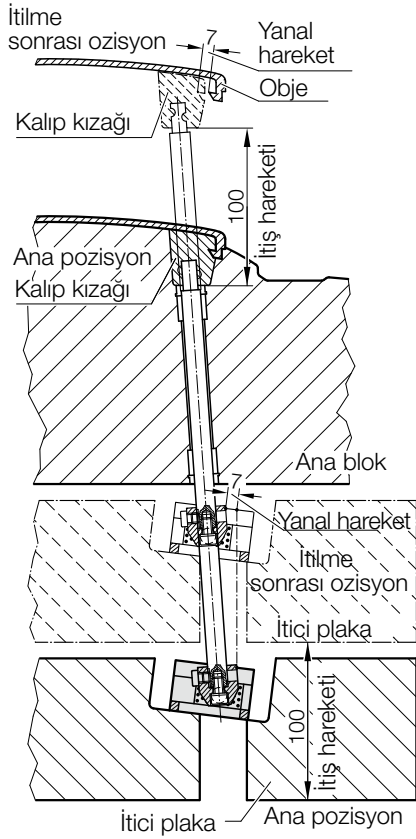 İtilme
sonrası ozisyon
7
Yanal
hareket
Obje
Kalıp kızağı
100
İtiş hareketi
Ana pozisyon
Kalıp kızağı
Ana blok
7
Yanal hareket
İtilme
sonrası ozisyon
İtici plaka
100
İtiş hareketi
İtici plaka
Ana pozisyon